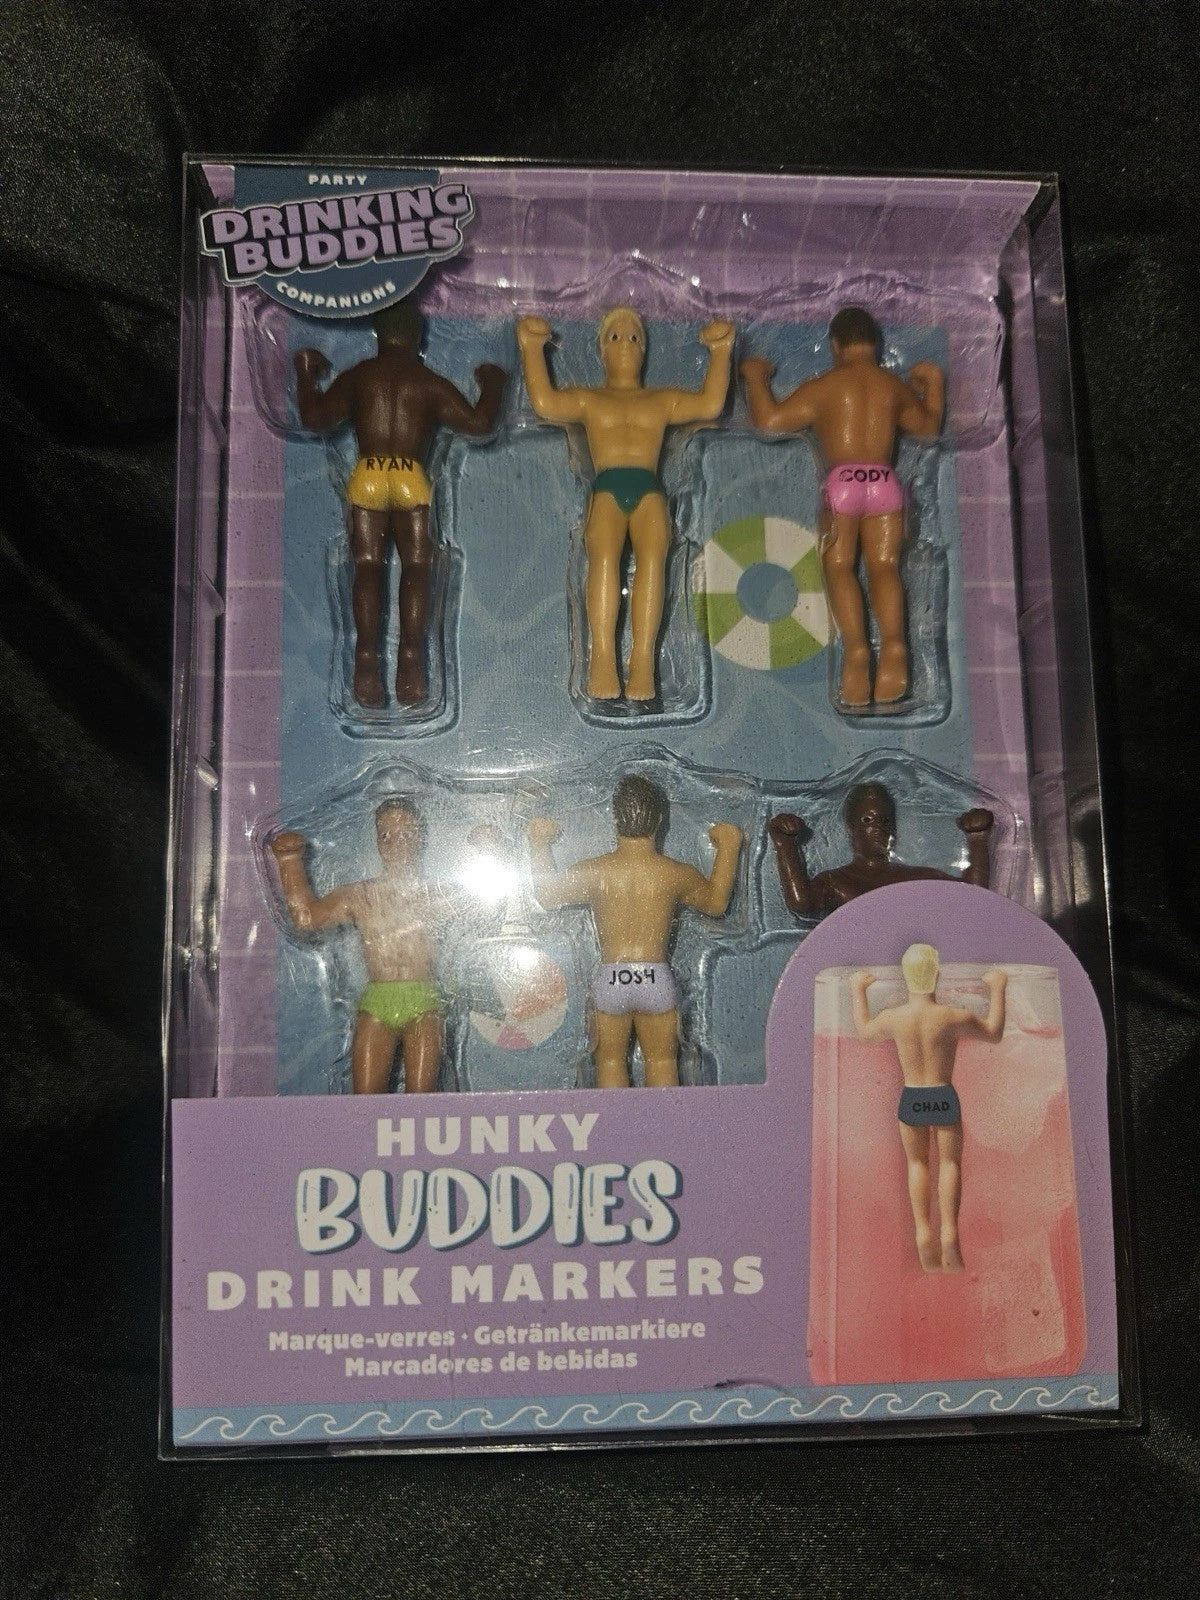 PARTY
DRINKING
BUDDIES
COMPANIONS
RYAN
CODY
JOSH
CHAD
HUNKY
BUDDIES
DRINK MARKERS
Marque-verres • Getränkemarkiere
Marcadores de bebidas